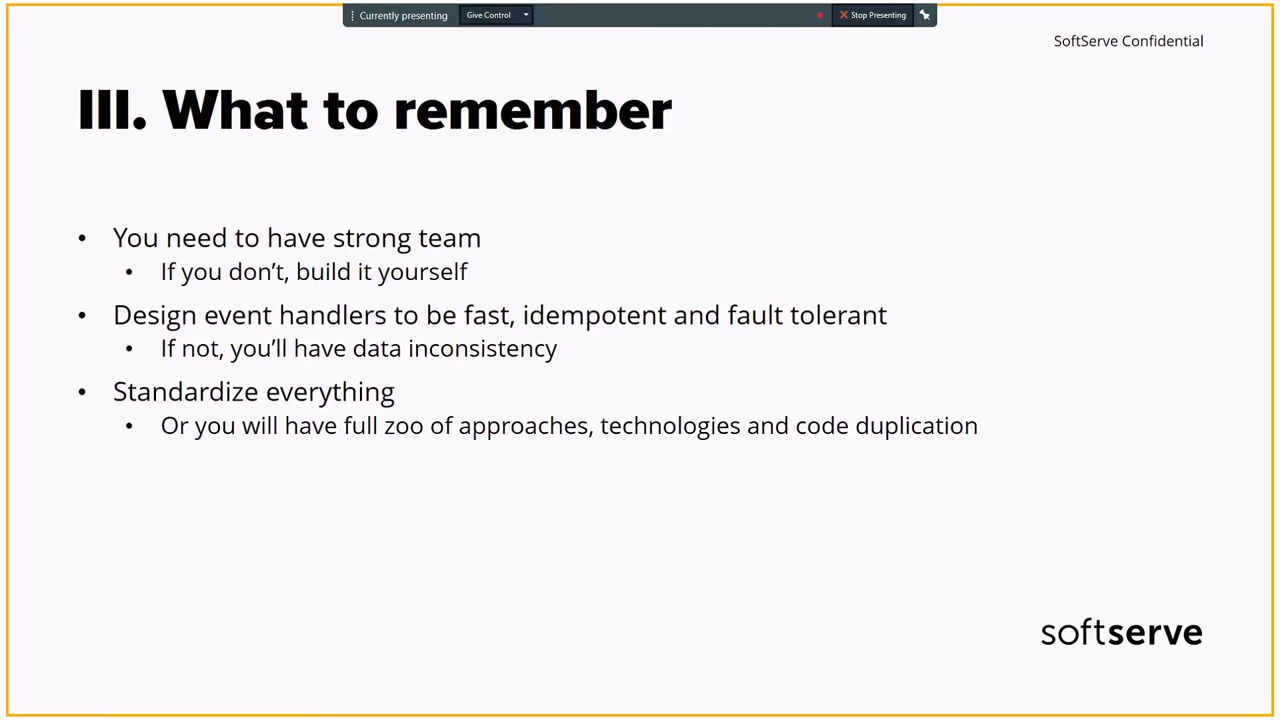 Currently presenting Give Control Stop Presenting
SoftServe Confidential
III. What to remember
• You need to have strong team
• If you don’t, build it yourself
• Design event handlers to be fast, idempotent and fault tolerant
• If not, you’ll have data inconsistency
• Standardize everything
• Or you will have full zoo of approaches, technologies and code duplication
softserve